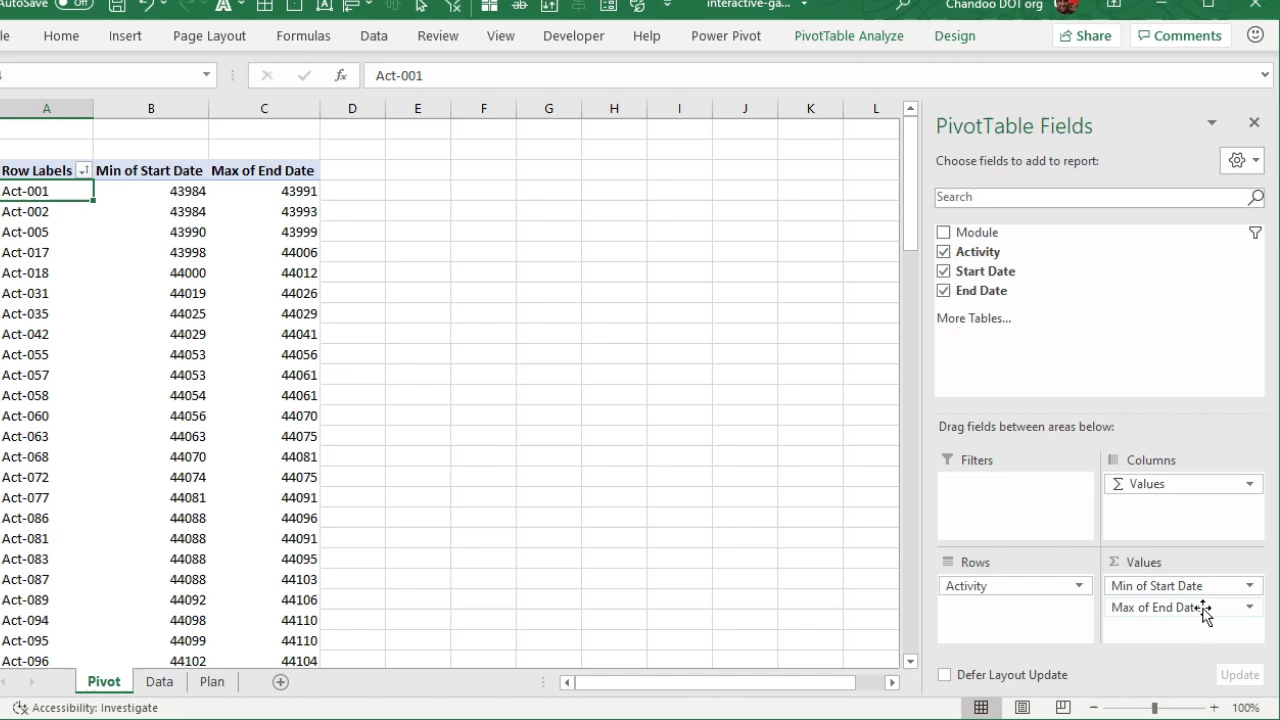 AutoSave
interactive-ga...
Chandoo DOT org
le Home Insert Page Layout Formulas Data Review View Developer Help Power Pivot PivotTable Analyze Design Share Comments
4 fx Act-001
A B C D E F G H I J K L
Row Labels Min of Start Date Max of End Date
Act-001 43984 43991
Act-002 43984 43993
Act-005 43990 43999
Act-017 43998 44006
Act-018 44000 44012
Act-031 44019 44026
Act-035 44025 44029
Act-042 44029 44041
Act-055 44053 44056
Act-057 44053 44061
Act-058 44054 44061
Act-060 44056 44070
Act-063 44063 44075
Act-068 44070 44081
Act-072 44074 44075
Act-077 44081 44091
Act-086 44088 44096
Act-081 44088 44091
Act-083 44088 44095
Act-087 44088 44103
Act-089 44092 44106
Act-094 44098 44110
Act-095 44099 44110
Act-096 44102 44104
PivotTable Fields
Choose fields to add to report:
Search
Module
Activity
Start Date
End Date
More Tables...
Drag fields between areas below:
Filters
Columns
Σ Values
Rows
Activity
Σ Values
Min of Start Date
Max of End Date
Defer Layout Update
Update
Pivot Data Plan
Accessibility: Investigate
100%